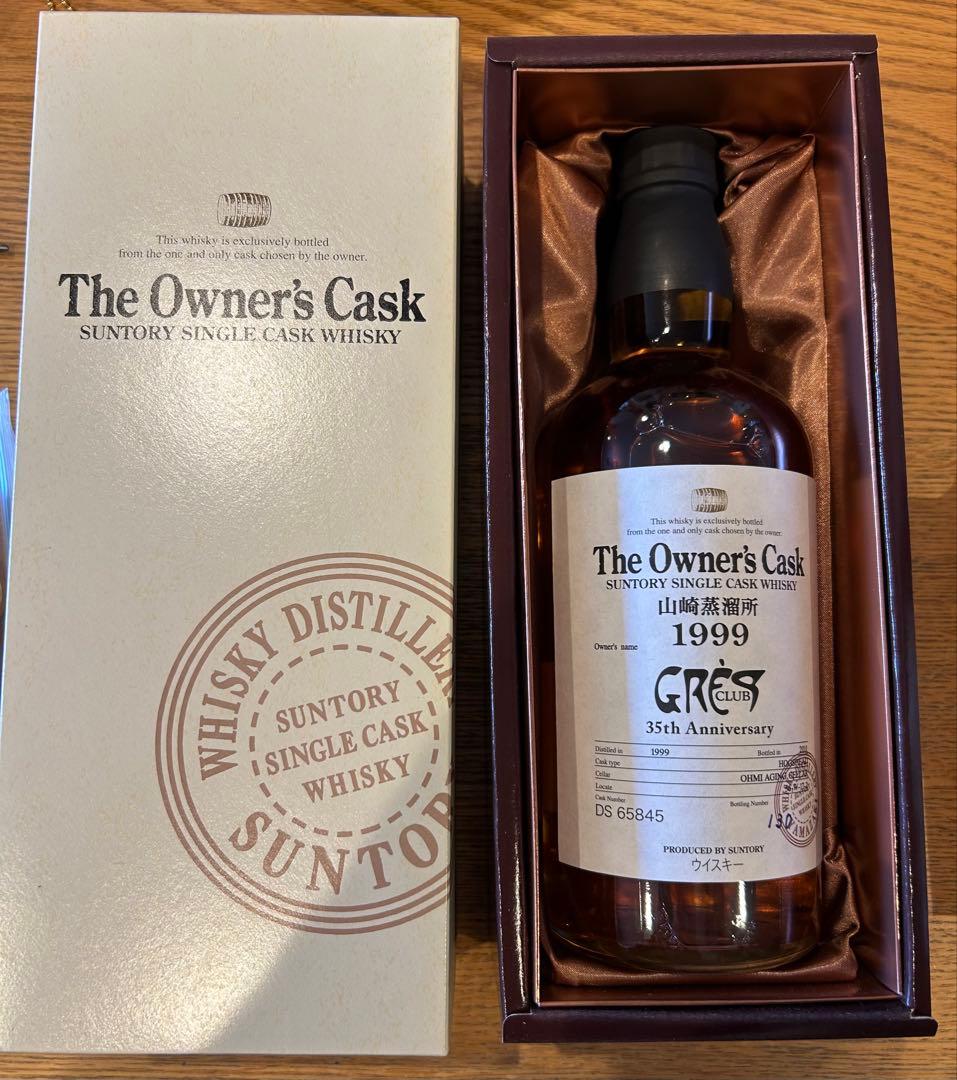 This whisky is exclusively bottled
from the one and only cask chosen by the owner.
The Owner's Cask
SUNTORY SINGLE CASK WHISKY
WHISKY DISTILLE
SUNTORY
SINGLE CASK
WHISKY
SUNTO
This whisky is exclusively bottled
from the one and only cask chosen by the owner.
The Owner's Cask
SUNTORY SINGLE CASK WHISKY
山崎蒸溜所
1999
Owner's name
GRÈS
CLUB
35th Anniversary
Distilled in 1999 Bottled in
Cask type
Cellar OHMI AGING CELLAR
Locate
Cask Number Bottling Number
DS 65845 130
PRODUCED BY SUNTORY
ウイスキー